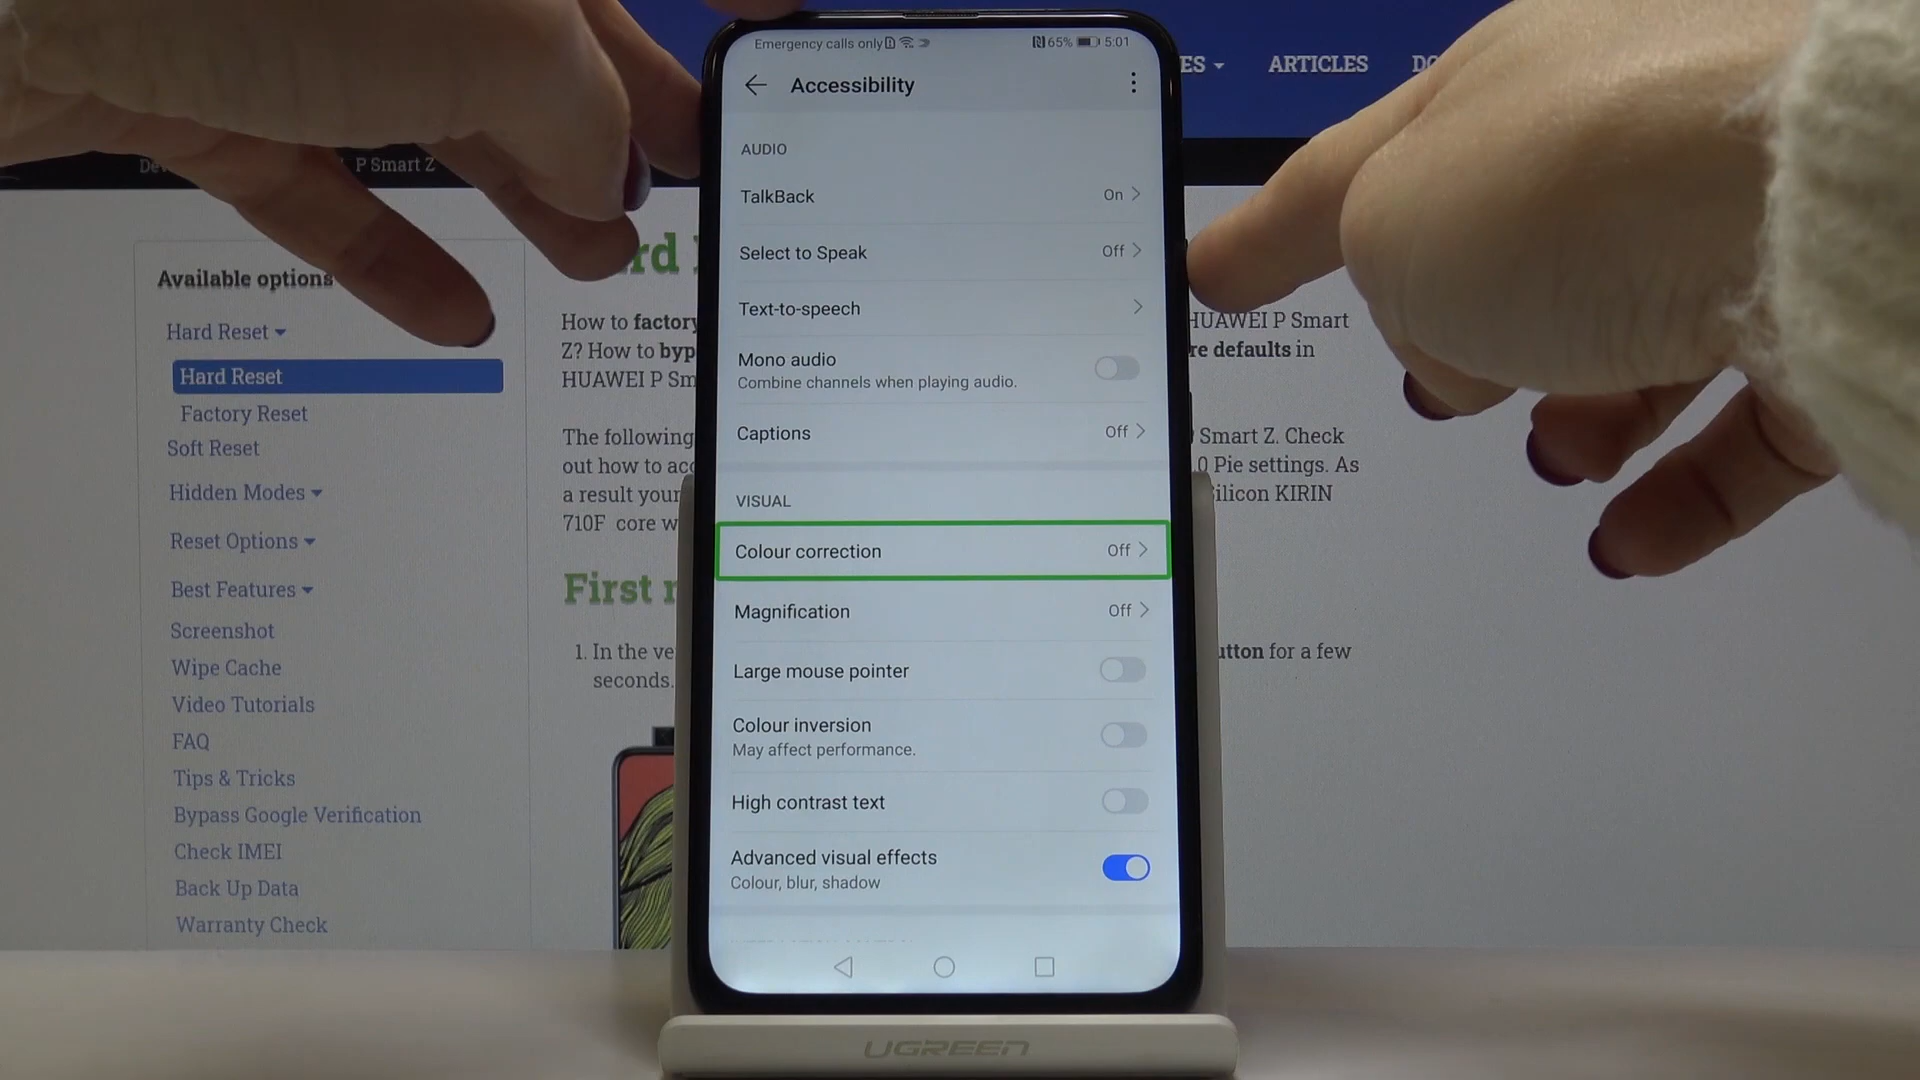 Emergency calls only
65% 5:01
Accessibility
AUDIO
TalkBack On
Select to Speak Off
Text-to-speech
Mono audio
Combine channels when playing audio.
Captions Off
VISUAL
Colour correction Off
Magnification Off
Large mouse pointer
Colour inversion
May affect performance.
High contrast text
Advanced visual effects
Colour, blur, shadow
UGREEN
ARTICLES
P Smart Z
Available options
Hard Reset
Hard Reset
Factory Reset
Soft Reset
Hidden Modes
Reset Options
Best Features
Screenshot
Wipe Cache
Video Tutorials
FAQ
Tips & Tricks
Bypass Google Verification
Check IMEI
Back Up Data
Warranty Check
How to factory HUAWEI P Smart
Z? How to byp re defaults in
HUAWEI P Sm
The following Smart Z. Check
out how to acc 0 Pie settings. As
a result your Silicon KIRIN
710F core w
First
1. In the ve utton for a few
seconds.